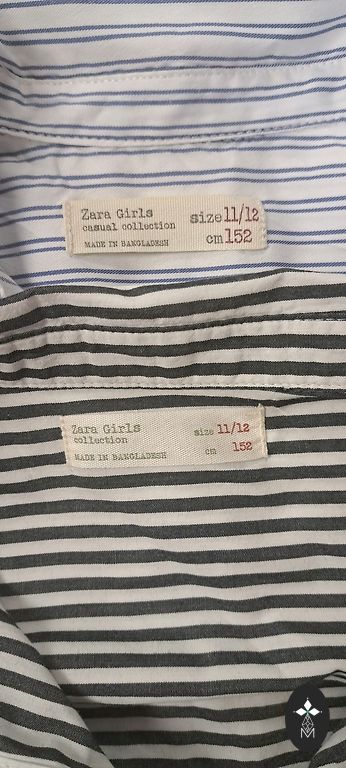 Zara Girls size 11/12
casual collection
MADE IN BANGLADESH cm 152
Zara Girls size 11/12
collection
MADE IN BANGLADESH cm 152
M